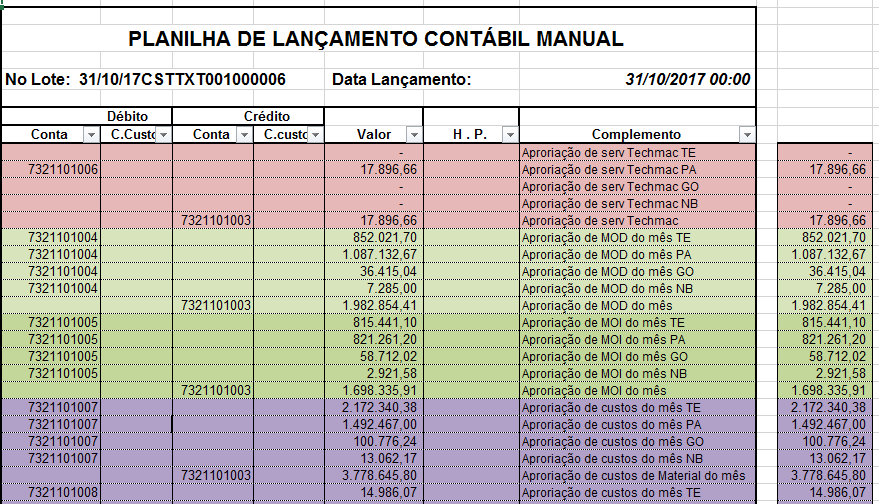 PLANILHA DE LANÇAMENTO CONTÁBIL MANUAL
No Lote: 31/10/17CSTTXT001000006 Data Lançamento: 31/10/2017 00:00
Débito Crédito
Conta C.Custo Conta C.custo Valor H . P. Complemento
- Aproriação de serv Techmac TE -
7321101006 17.896,66 Aproriação de serv Techmac PA 17.896,66
- Aproriação de serv Techmac GO -
- Aproriação de serv Techmac NB -
7321101003 17.896,66 Aproriação de serv Techmac 17.896,66
7321101004 852.021,70 Aproriação de MOD do mês TE 852.021,70
7321101004 1.087.132,67 Aproriação de MOD do mês PA 1.087.132,67
7321101004 36.415,04 Aproriação de MOD do mês GO 36.415,04
7321101004 7.285,00 Aproriação de MOD do mês NB 7.285,00
7321101003 1.982.854,41 Aproriação de MOD do mês 1.982.854,41
7321101005 815.441,10 Aproriação de MOI do mês TE 815.441,10
7321101005 821.261,20 Aproriação de MOI do mês PA 821.261,20
7321101005 58.712,02 Aproriação de MOI do mês GO 58.712,02
7321101005 2.921,58 Aproriação de MOI do mês NB 2.921,58
7321101003 1.698.335,91 Aproriação de MOI do mês 1.698.335,91
7321101007 2.172.340,38 Aproriação de custos do mês TE 2.172.340,38
7321101007 1.492.467,00 Aproriação de custos do mês PA 1.492.467,00
7321101007 100.776,24 Aproriação de custos do mês GO 100.776,24
7321101007 13.062,17 Aproriação de custos do mês NB 13.062,17
7321101003 3.778.645,80 Aproriação de custos de Material do mês 3.778.645,80
7321101008 14.986,07 Aproriação de custos do mês TE 14.986,07